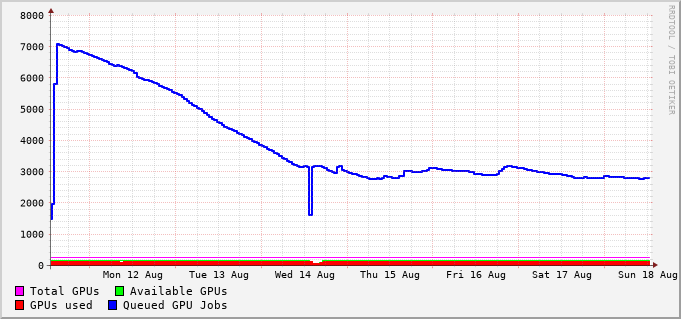 8000
7000
6000
5000
4000
3000
2000
1000
0
Mon 12 Aug Tue 13 Aug Wed 14 Aug Thu 15 Aug Fri 16 Aug Sat 17 Aug Sun 18 Aug
Total GPUs Available GPUs
GPUs used Queued GPU Jobs
RRDTOOL / TOBI OETIKER